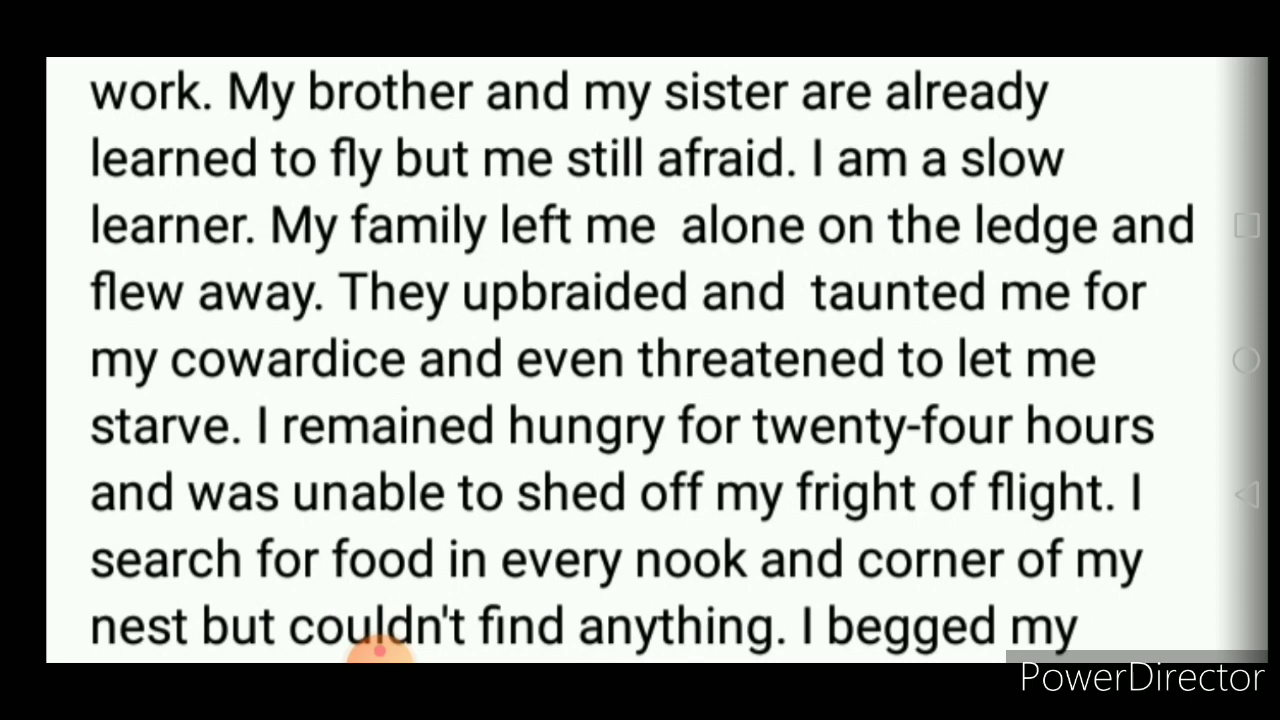 work. My brother and my sister are already
learned to fly but me still afraid. I am a slow
learner. My family left me  alone on the ledge and
flew away. They upbraided and  taunted me for
my cowardice and even threatened to let me
starve. I remained hungry for twenty-four hours
and was unable to shed off my fright of flight. I
search for food in every nook and corner of my
nest but couldn't find anything. I begged my
PowerDirector